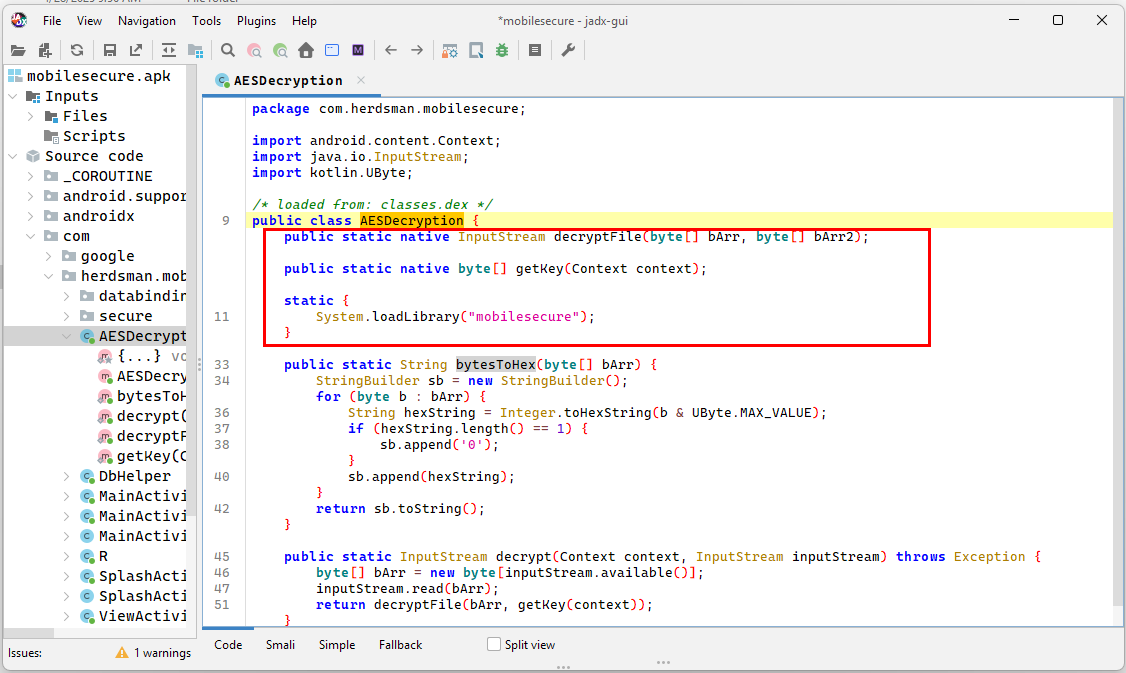 File View Navigation Tools Plugins Help
*mobilesecure - jadx-gui
mobilesecure.apk
Inputs
Files
Scripts
Source code
_COROUTINE
android.suppor
androidx
com
google
herdsman.mob
databindin
secure
AESDecrypt
{...} vo
AESDecry
bytesToH
decrypt(
decryptF
getKey(C
DbHelper
MainActivi
MainActivi
MainActivi
R
SplashActi
SplashActi
ViewActivi
Issues:
1 warnings
AESDecryption
package com.herdsman.mobilesecure;
import android.content.Context;
import java.io.InputStream;
import kotlin.UByte;
/* loaded from: classes.dex */
9 public class AESDecryption {
public static native InputStream decryptFile(byte[] bArr, byte[] bArr2);
public static native byte[] getKey(Context context);
static {
11 System.loadLibrary("mobilesecure");
}
33 public static String bytesToHex(byte[] bArr) {
34 StringBuilder sb = new StringBuilder();
for (byte b : bArr) {
36 String hexString = Integer.toHexString(b & UByte.MAX_VALUE);
37 if (hexString.length() == 1) {
38 sb.append('0');
}
40 sb.append(hexString);
}
42 return sb.toString();
}
45 public static InputStream decrypt(Context context, InputStream inputStream) throws Exception {
46 byte[] bArr = new byte[inputStream.available()];
47 inputStream.read(bArr);
51 return decryptFile(bArr, getKey(context));
}
Code Smali Simple Fallback Split view